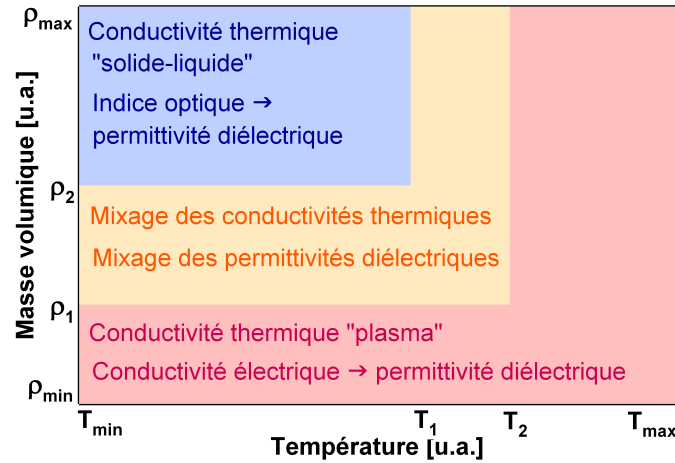 ρmax
Conductivité thermique
"solide-liquide"
Indice optique →
permittivité diélectrique
Masse volumique [u.a.]
ρ2
Mixage des conductivités thermiques
Mixage des permittivités diélectriques
ρ1
Conductivité thermique "plasma"
Conductivité électrique → permittivité diélectrique
ρmin
Tmin T1 T2 Tmax
Température [u.a.]